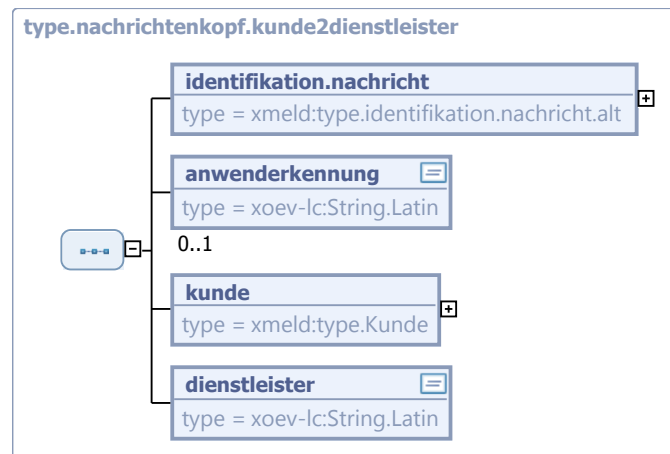 type.nachrichtenkopf.kunde2dienstleister
identifikation.nachricht
type = xmeld:type.identifikation.nachricht.alt
anwenderkennung
type = xoev-lc:String.Latin
0..1
kunde
type = xmeld:type.Kunde
dienstleister
type = xoev-lc:String.Latin